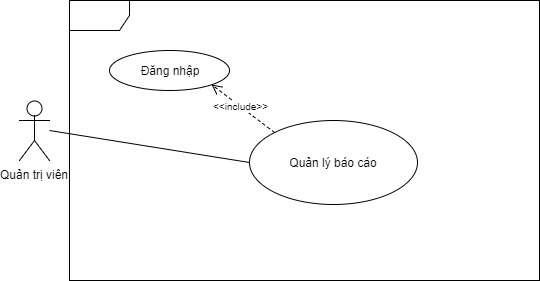 Đăng nhập
<<include>>
Quản trị viên
Quản lý báo cáo